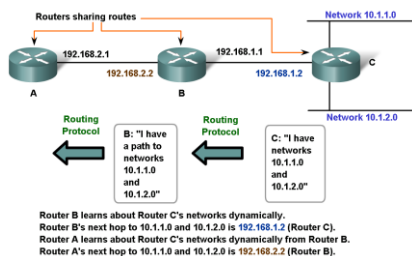 Routers sharing routes
Network 10.1.1.0
192.168.2.1
192.168.1.1
192.168.2.2
192.168.1.2
A
B
C
Network 10.1.2.0
Routing
Protocol
B: "I have
a path to
networks
10.1.1.0
and
10.1.2.0"
Routing
Protocol
C: "I have
networks
10.1.1.0
and
10.1.2.0"
Router B learns about Router C's networks dynamically.
Router B's next hop to 10.1.1.0 and 10.1.2.0 is 192.168.1.2 (Router C).
Router A learns about Router C's networks dynamically from Router B.
Router A's next hop to 10.1.1.0 and 10.1.2.0 is 192.168.2.2 (Router B).